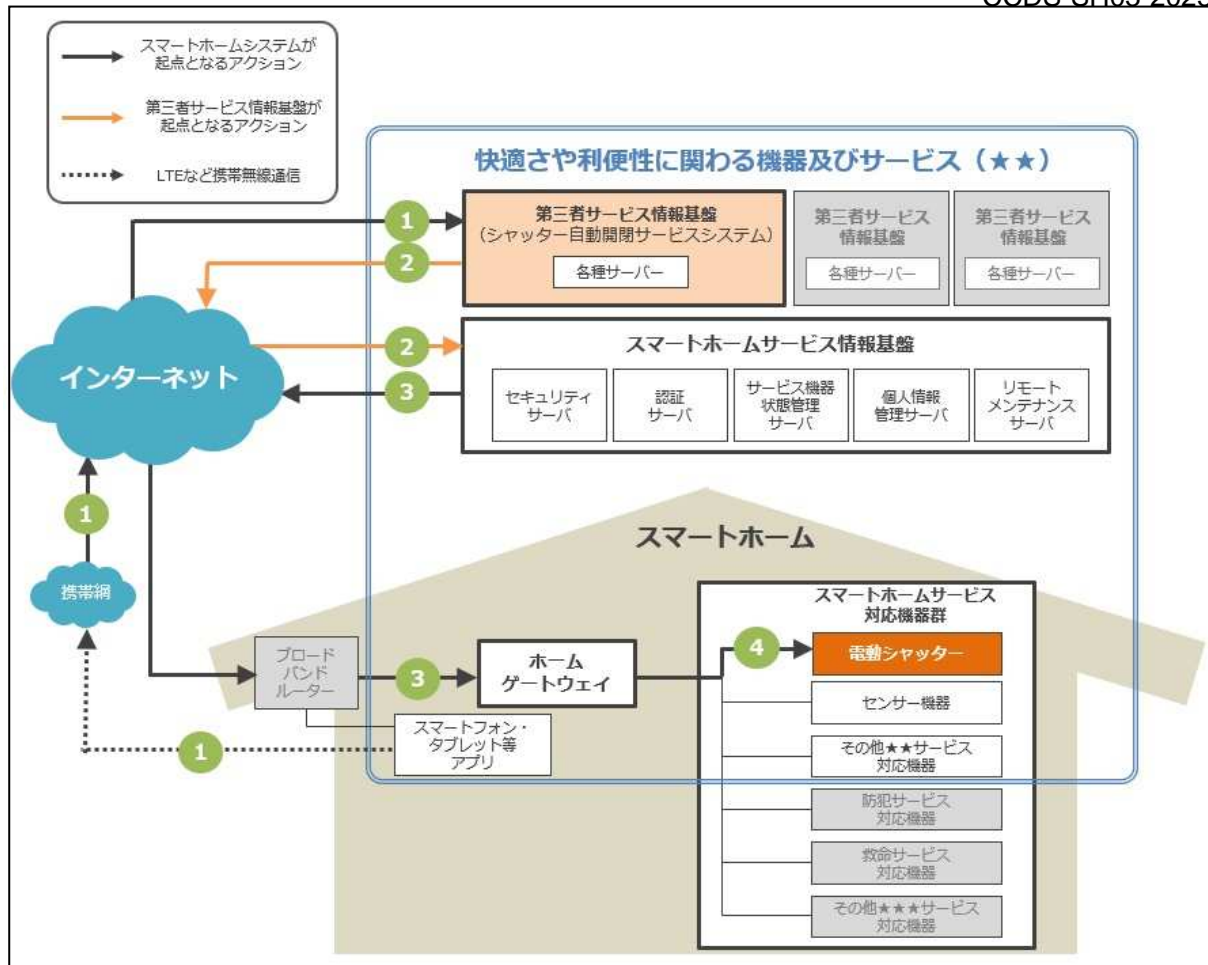 スマートホームシステムが
起点となるアクション
第三者サービス情報基盤が
起点となるアクション
LTEなど携帯無線通信
快適さや利便性に関わる機器及びサービス（★★）
1
第三者サービス情報基盤
（シャッター自動開閉サービスシステム）
各種サーバー
第三者サービス
情報基盤
各種サーバー
第三者サービス
情報基盤
各種サーバー
2
インターネット
2
3
スマートホームサービス情報基盤
セキュリティ
サーバ
認証
サーバ
サービス機器
状態管理
サーバ
個人情報
管理サーバ
リモート
メンテナンス
サーバ
1
携帯網
スマートホーム
スマートホームサービス
対応機器群
ブロード
バンド
ルーター
3
ホーム
ゲートウェイ
4
電動シャッター
センサー機器
スマートフォン・
タブレット等
アプリ
1
その他★★サービス
対応機器
防犯サービス
対応機器
救命サービス
対応機器
その他★★★サービス
対応機器